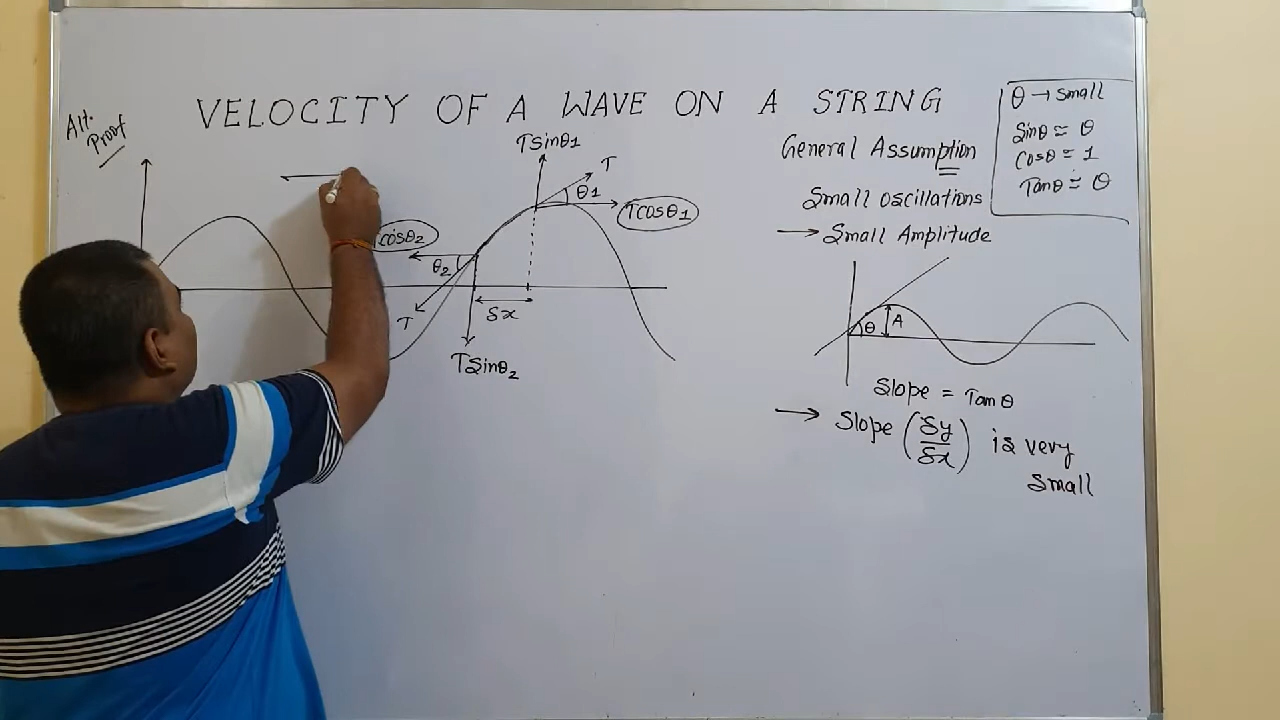 Alt.
Proof
VELOCITY OF A WAVE ON A STRING
TSinθ1
T
θ1
TCosθ1
Cosθ2
θ2
T
δx
TSinθ2
General Assumption
Small oscillations
→ Small Amplitude
θ → Small
Sinθ ≃ θ
Cosθ ≃ 1
Tanθ ≃ θ
θ
A
Slope = Tanθ
→ Slope (δy/δx) is very
Small